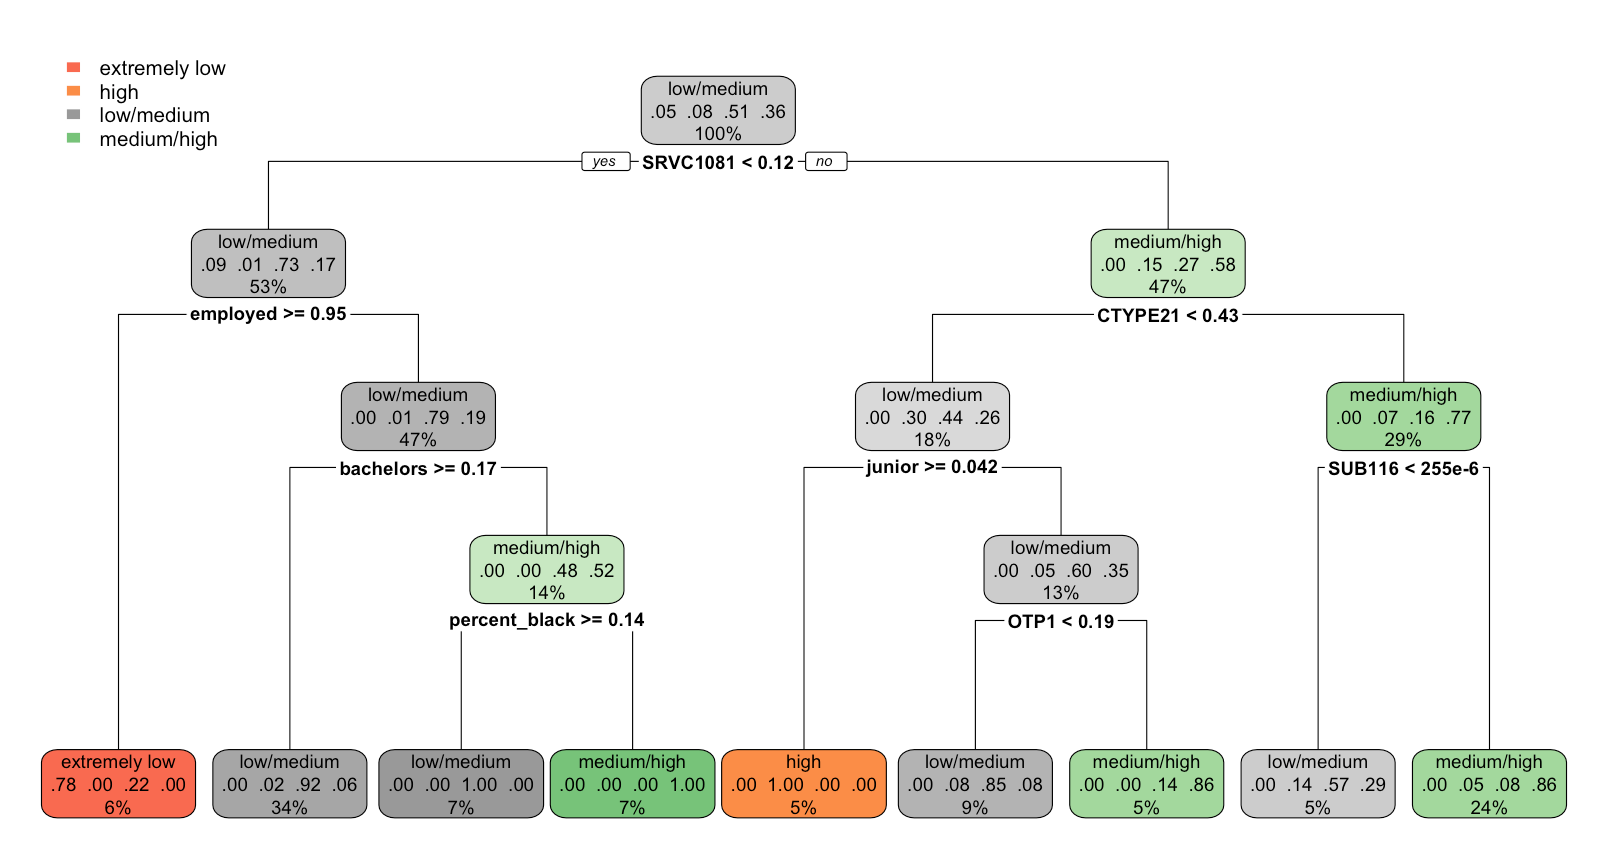 extremely low
high
low/medium
medium/high
low/medium
.05 .08 .51 .36
100%
yes SRVC1081 < 0.12 no
low/medium
.09 .01 .73 .17
53%
employed >= 0.95
medium/high
.00 .15 .27 .58
47%
CTYPE21 < 0.43
low/medium
.00 .01 .79 .19
47%
bachelors >= 0.17
low/medium
.00 .30 .44 .26
18%
junior >= 0.042
medium/high
.00 .07 .16 .77
29%
SUB116 < 255e-6
medium/high
.00 .00 .48 .52
14%
percent_black >= 0.14
low/medium
.00 .05 .60 .35
13%
OTP1 < 0.19
extremely low
.78 .00 .22 .00
6%
low/medium
.00 .02 .92 .06
34%
low/medium
.00 .00 1.00 .00
7%
medium/high
.00 .00 .00 1.00
7%
high
.00 1.00 .00 .00
5%
low/medium
.00 .08 .85 .08
9%
medium/high
.00 .00 .14 .86
5%
low/medium
.00 .14 .57 .29
5%
medium/high
.00 .05 .08 .86
24%